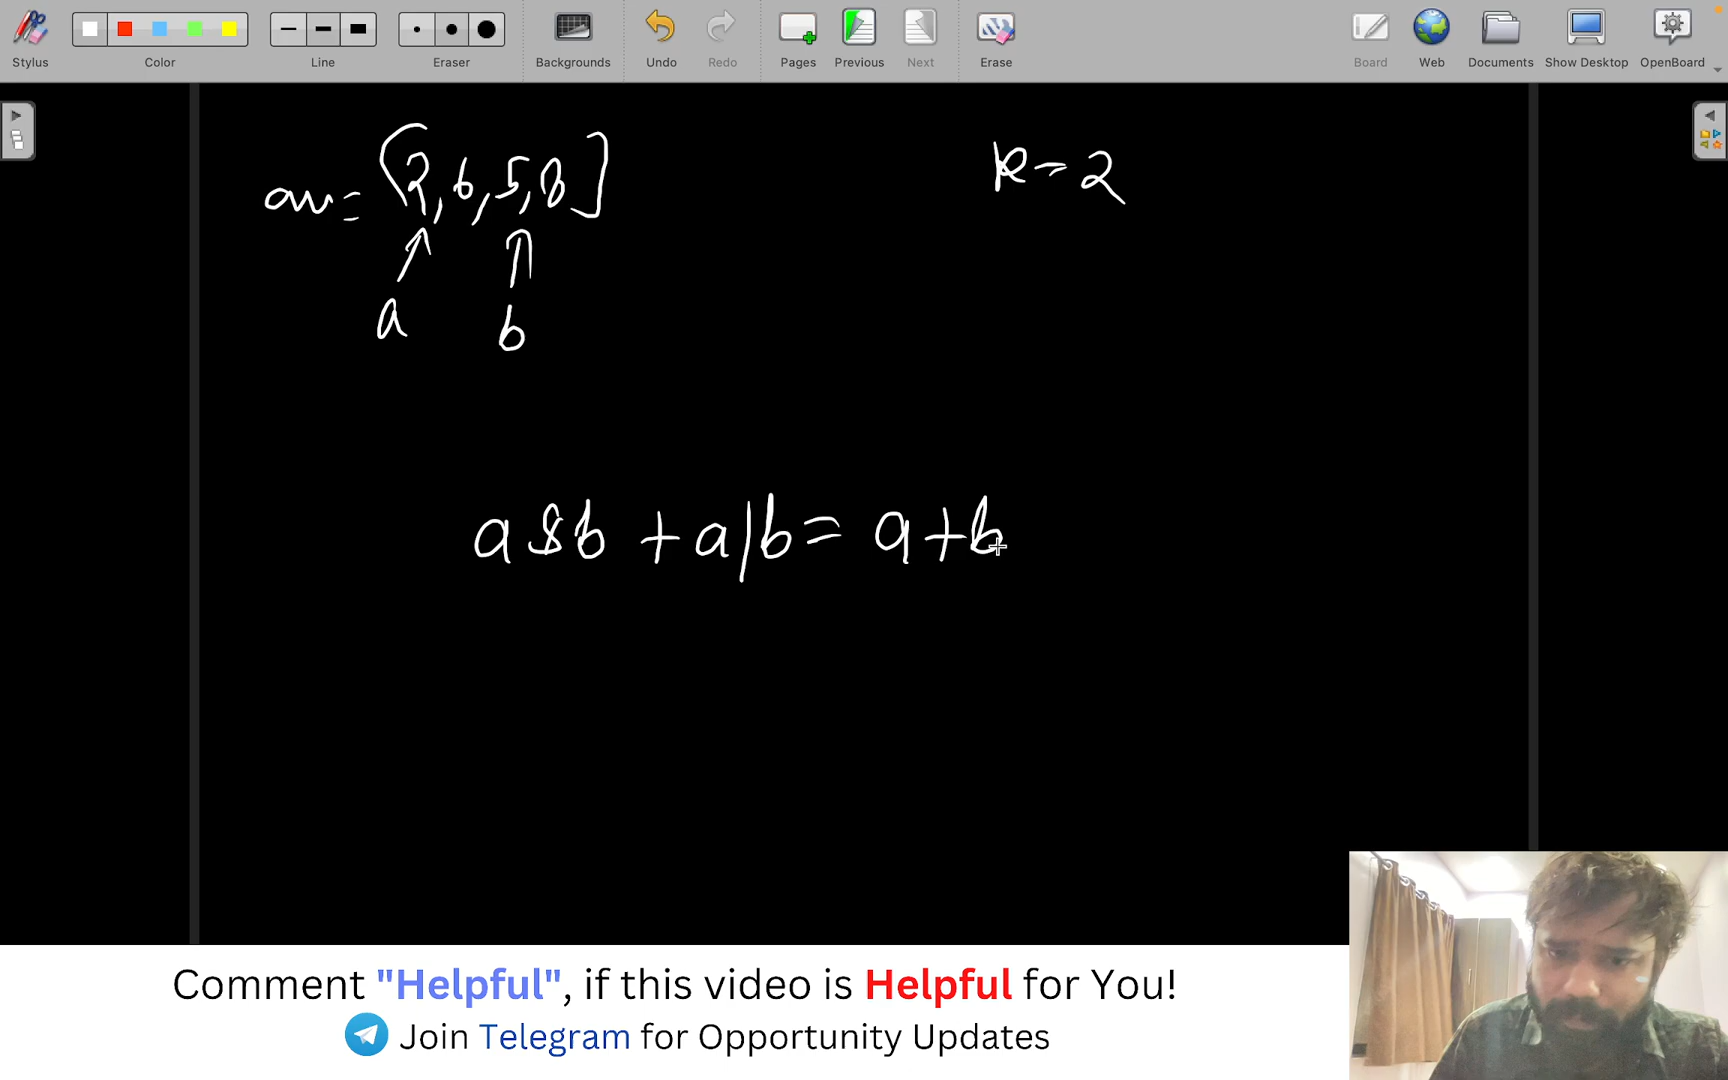 Stylus Color Line Eraser Backgrounds Undo Redo Pages Previous Next Erase Board Web Documents Show Desktop OpenBoard
arr = [2, 6, 5, 8] k = 2
a b
a & b + a | b = a + b
Comment "Helpful", if this video is Helpful for You!
Join Telegram for Opportunity Updates